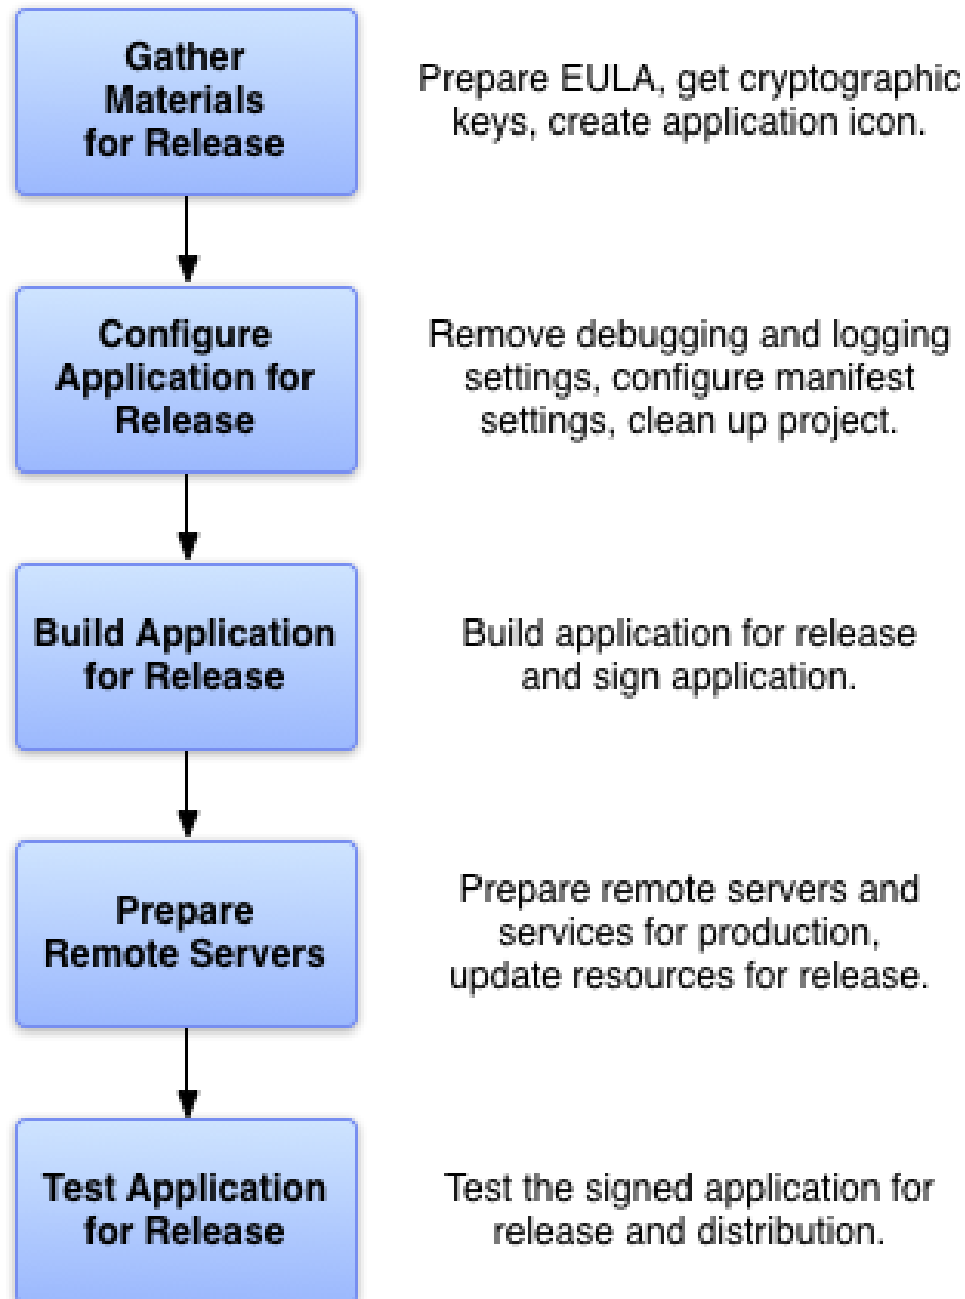 Gather
Materials
for Release
Prepare EULA, get cryptographic
keys, create application icon.
Configure
Application for
Release
Remove debugging and logging
settings, configure manifest
settings, clean up project.
Build Application
for Release
Build application for release
and sign application.
Prepare
Remote Servers
Prepare remote servers and
services for production,
update resources for release.
Test Application
for Release
Test the signed application for
release and distribution.